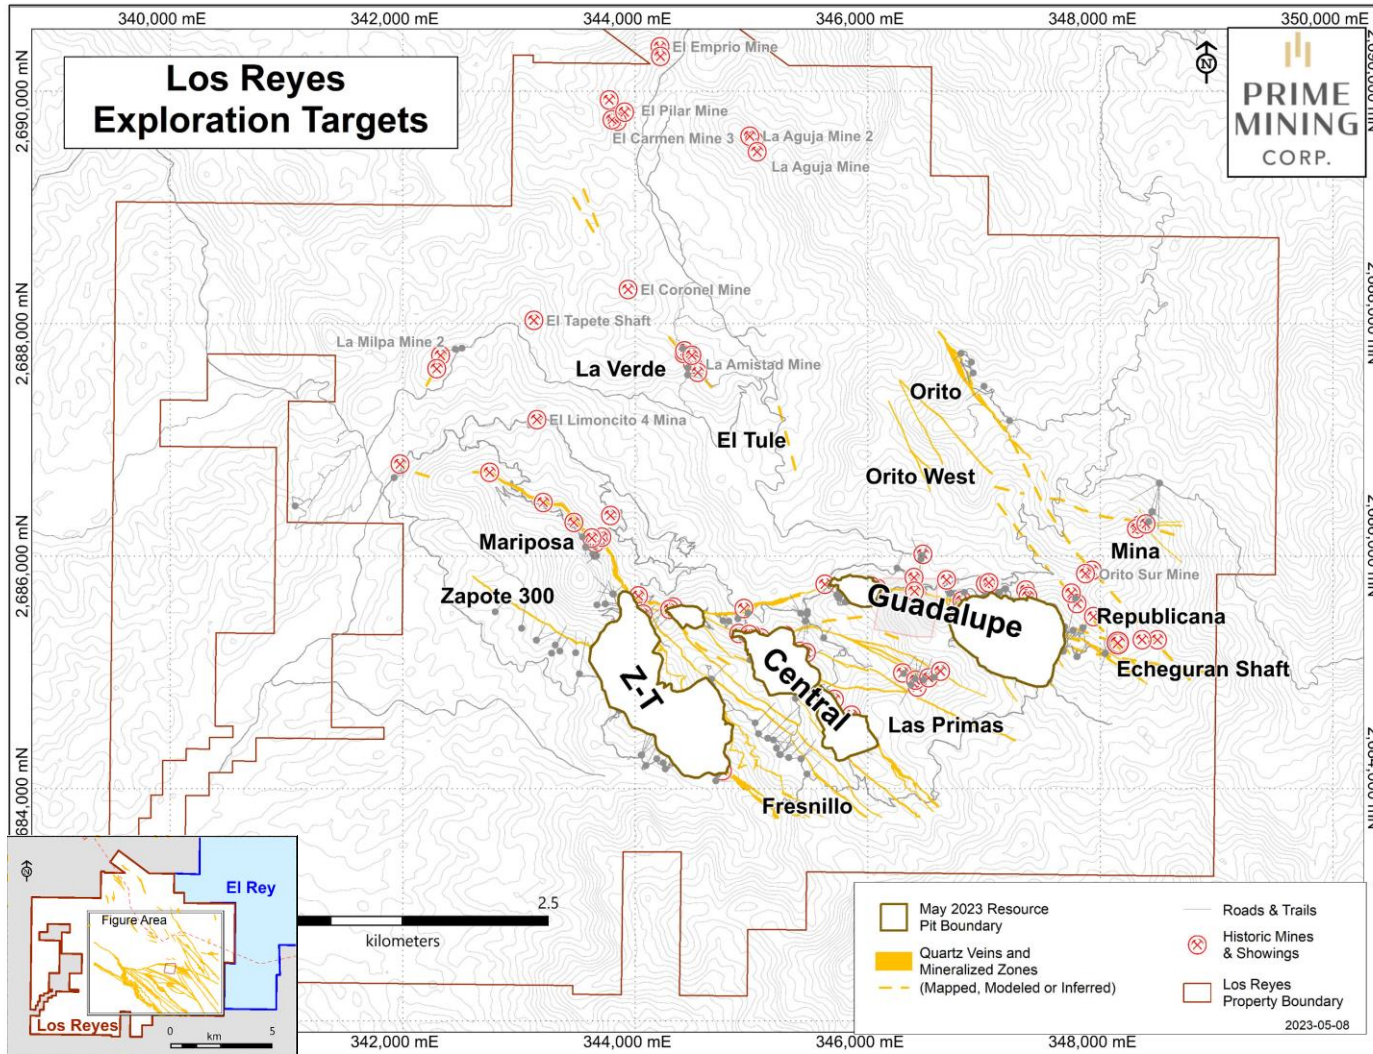 340,000 mE
342,000 mE
344,000 mE
346,000 mE
348,000 mE
350,000 mE
Los Reyes
Exploration Targets
N
PRIME
MINING
CORP.
2,690,000 mN
El Emprio Mine
El Pilar Mine
El Carmen Mine 3
La Aguja Mine 2
La Aguja Mine
El Coronel Mine
El Tapete Shaft
La Milpa Mine 2
2,688,000 mN
La Verde
La Amistad Mine
Orito
El Limoncito 4 Mina
El Tule
Orito West
Mariposa
Mina
2,686,000 mN
Orito Sur Mine
Zapote 300
Guadalupe
Republicana
Echeguran Shaft
Z-T
Central
Las Primas
684,000 mN
Fresnillo
El Rey
Figure Area
Los Reyes
0
5
km
2.5
kilometers
May 2023 Resource
Pit Boundary
Quartz Veins and
Mineralized Zones
(Mapped, Modeled or Inferred)
Roads & Trails
Historic Mines
& Showings
Los Reyes
Property Boundary
2023-05-08
342,000 mE
344,000 mE
346,000 mE
348,000 mE